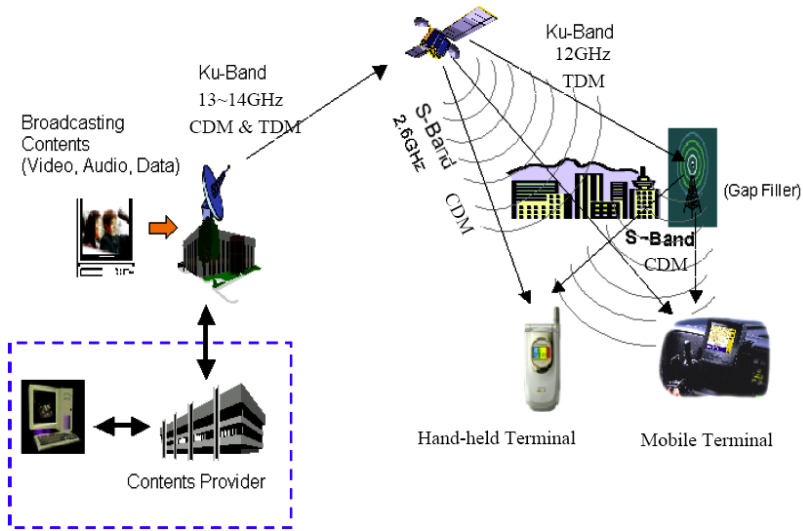 Ku-Band
12GHz
TDM
Ku-Band
13~14GHz
CDM & TDM
Broadcasting
Contents
(Video, Audio, Data)
S-Band
2.6GHz
CDM
(Gap Filler)
S-Band
CDM
Hand-held Terminal
Mobile Terminal
Contents Provider